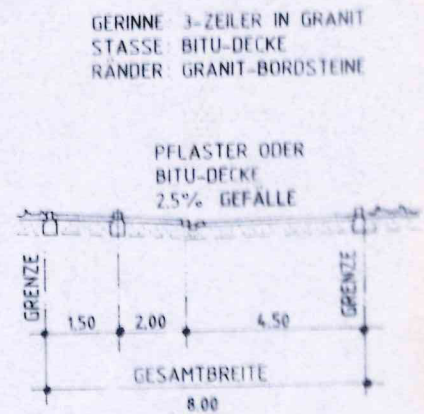 GERINNE: 3-ZEILER IN GRANIT
STASSE: BITU-DECKE
RÄNDER: GRANIT-BORDSTEINE
PFLASTER ODER
BITU-DECKE
2.5% GEFÄLLE
GRENZE
GRENZE
1.50 2.00 4.50
GESAMTBREITE
8.00